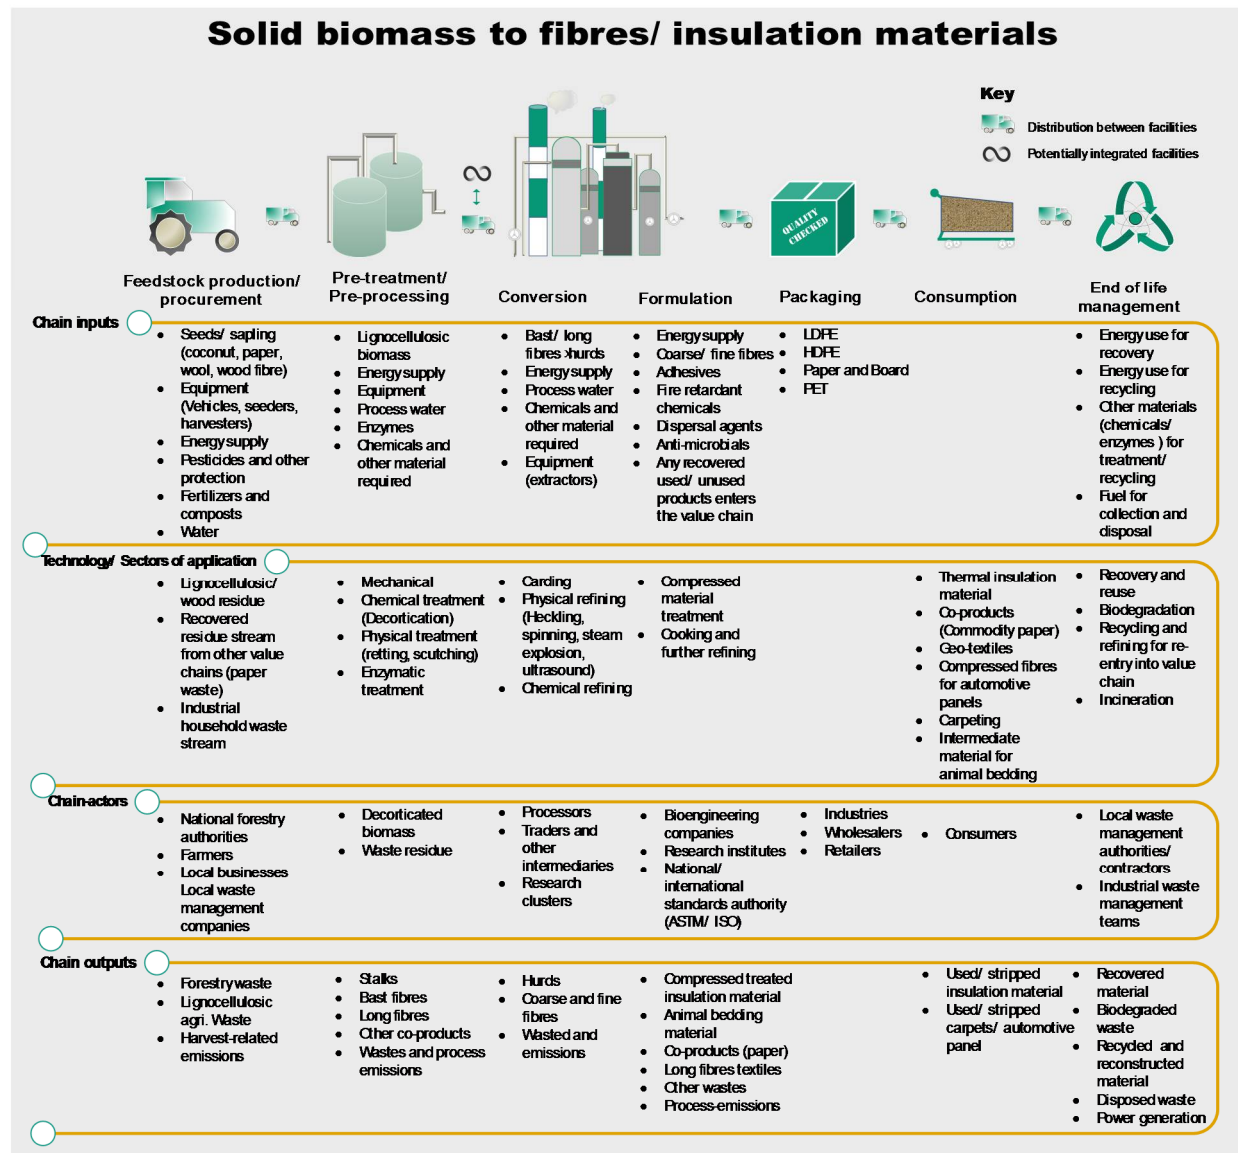 Solid biomass to fibres/ insulation materials
Key
Distribution between facilities
Potentially integrated facilities
QUALITY
CHECKED
Feedstock production/
procurement
Pre-treatment/
Pre-processing
Conversion
Formulation
Packaging
Consumption
End of life
management
Chain inputs
• Seeds/ sapling
(coconut, paper,
wool, wood fibre)
• Equipment
(Vehicles, seeders,
harvesters)
• Energy supply
• Pesticides and other
protection
• Fertilizers and
composts
• Water
• Lignocellulosic
biomass
• Energy supply
• Equipment
• Process water
• Enzymes
• Chemicals and
other material
required
• Bast/ long
fibres >hurds
• Energy supply
• Process water
• Chemicals and
other material
required
• Equipment
(extractors)
• Energy supply
• Coarse/ fine fibres
• Adhesives
• Fire retardant
chemicals
• Dispersal agents
• Anti-microbials
• Any recovered
used/ unused
products enters
the value chain
• LDPE
• HDPE
• Paper and Board
• PET
• Energy use for
recovery
• Energy use for
recycling
• Other materials
(chemicals/
enzymes ) for
treatment/
recycling
• Fuel for
collection and
disposal
Technology/ Sectors of application
• Lignocellulosic/
wood residue
• Recovered
residue stream
from other value
chains (paper
waste)
• Industrial
household waste
stream
• Mechanical
• Chemical treatment
(Decortication)
• Physical treatment
(retting, scutching)
• Enzymatic
treatment
• Carding
• Physical refining
(Heckling,
spinning, steam
explosion,
ultrasound)
• Chemical refining
• Compressed
material
treatment
• Cooking and
further refining
• Thermal insulation
material
• Co-products
(Commodity paper)
• Geo-textiles
• Compressed fibres
for automotive
panels
• Carpeting
• Intermediate
material for
animal bedding
• Recovery and
reuse
• Biodegradation
• Recycling and
refining for re-
entry into value
chain
• Incineration
Chain-actors
• National forestry
authorities
• Farmers
• Local businesses
Local waste
management
companies
• Decorticated
biomass
• Waste residue
• Processors
• Traders and
other
intermediaries
• Research
clusters
• Bioengineering
companies
• Research institutes
• National/
international
standards authority
(ASTM/ ISO)
• Industries
• Wholesalers
• Retailers
• Consumers
• Local waste
management
authorities/
contractors
• Industrial waste
management
teams
Chain outputs
• Forestry waste
• Lignocellulosic
agri. Waste
• Harvest-related
emissions
• Stalks
• Bast fibres
• Long fibres
• Other co-products
• Wastes and process
emissions
• Hurds
• Coarse and fine
fibres
• Wasted and
emissions
• Compressed treated
insulation material
• Animal bedding
material
• Co-products (paper)
• Long fibres textiles
• Other wastes
• Process-emissions
• Used/ stripped
insulation material
• Used/ stripped
carpets/ automotive
panel
• Recovered
material
• Biodegraded
waste
• Recycled and
reconstructed
material
• Disposed waste
• Power generation